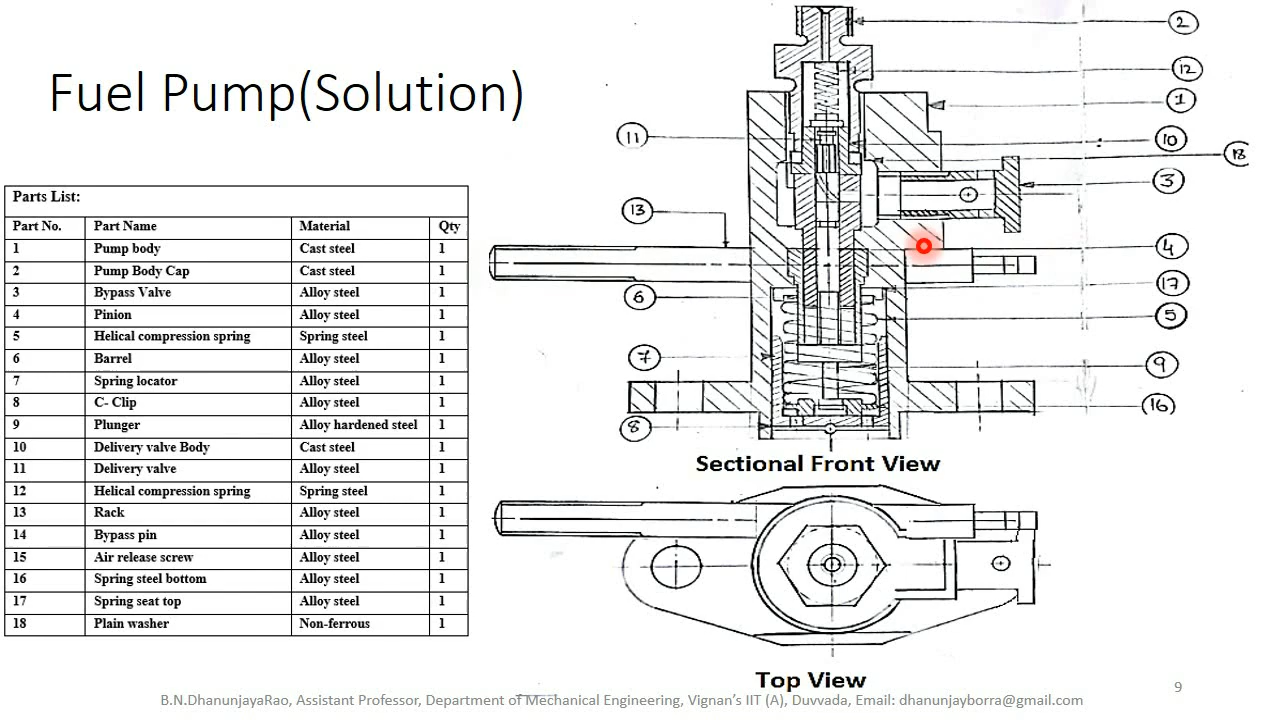 Fuel Pump(Solution)
Parts List:
Part No. Part Name Material Qty
1 Pump body Cast steel 1
2 Pump Body Cap Cast steel 1
3 Bypass Valve Alloy steel 1
4 Pinion Alloy steel 1
5 Helical compression spring Spring steel 1
6 Barrel Alloy steel 1
7 Spring locator Alloy steel 1
8 C- Clip Alloy steel 1
9 Plunger Alloy hardened steel 1
10 Delivery valve Body Cast steel 1
11 Delivery valve Alloy steel 1
12 Helical compression spring Spring steel 1
13 Rack Alloy steel 1
14 Bypass pin Alloy steel 1
15 Air release screw Alloy steel 1
16 Spring steel bottom Alloy steel 1
17 Spring seat top Alloy steel 1
18 Plain washer Non-ferrous 1
2
12
1
11
10
18
3
13
4
17
6
5
7
9
16
8
Sectional Front View
Top View
9
B.N.DhanunjayaRao, Assistant Professor, Department of Mechanical Engineering, Vignan's IIT (A), Duvvada, Email: dhanunjayborra@gmail.com